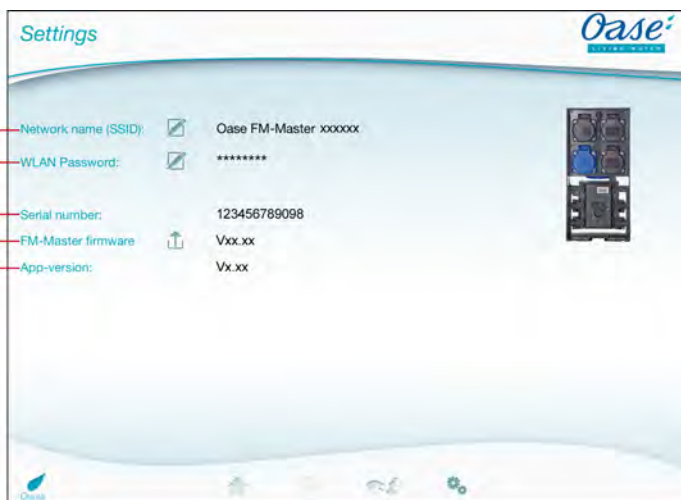 Settings
Oase
LIVING WATER
Network name (SSID): Oase FM-Master xxxxxx
WLAN Password: ********
Serial number: 123456789098
FM-Master firmware Vxx.xx
App-version: Vx.xx
Oase